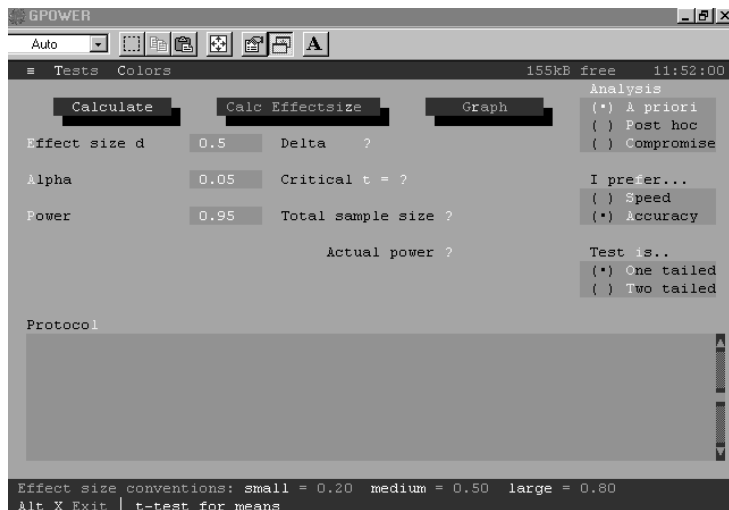 GPOWER
Auto
A
≡ Tests Colors 155kB free 11:52:00
Analysis
Calculate Calc Effectsize Graph (•) A priori
( ) Post hoc
Effect size d 0.5 Delta ? ( ) Compromise
Alpha 0.05 Critical t = ? I prefer...
( ) Speed
Power 0.95 Total sample size ? (•) Accuracy
Actual power ? Test is..
(•) One tailed
( ) Two tailed
Protocol
Effect size conventions: small = 0.20 medium = 0.50 large = 0.80
Alt X Exit | t-test for means